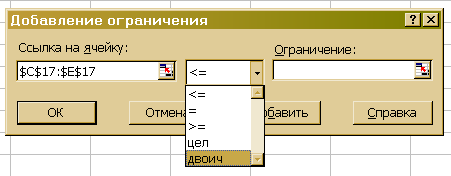 Добавление ограничения
Ссылка на ячейку:
Ограничение:
$C$17:$E$17
<=
<=
=
>=
цел
двоич
ОК
Отмена
бавить
Справка